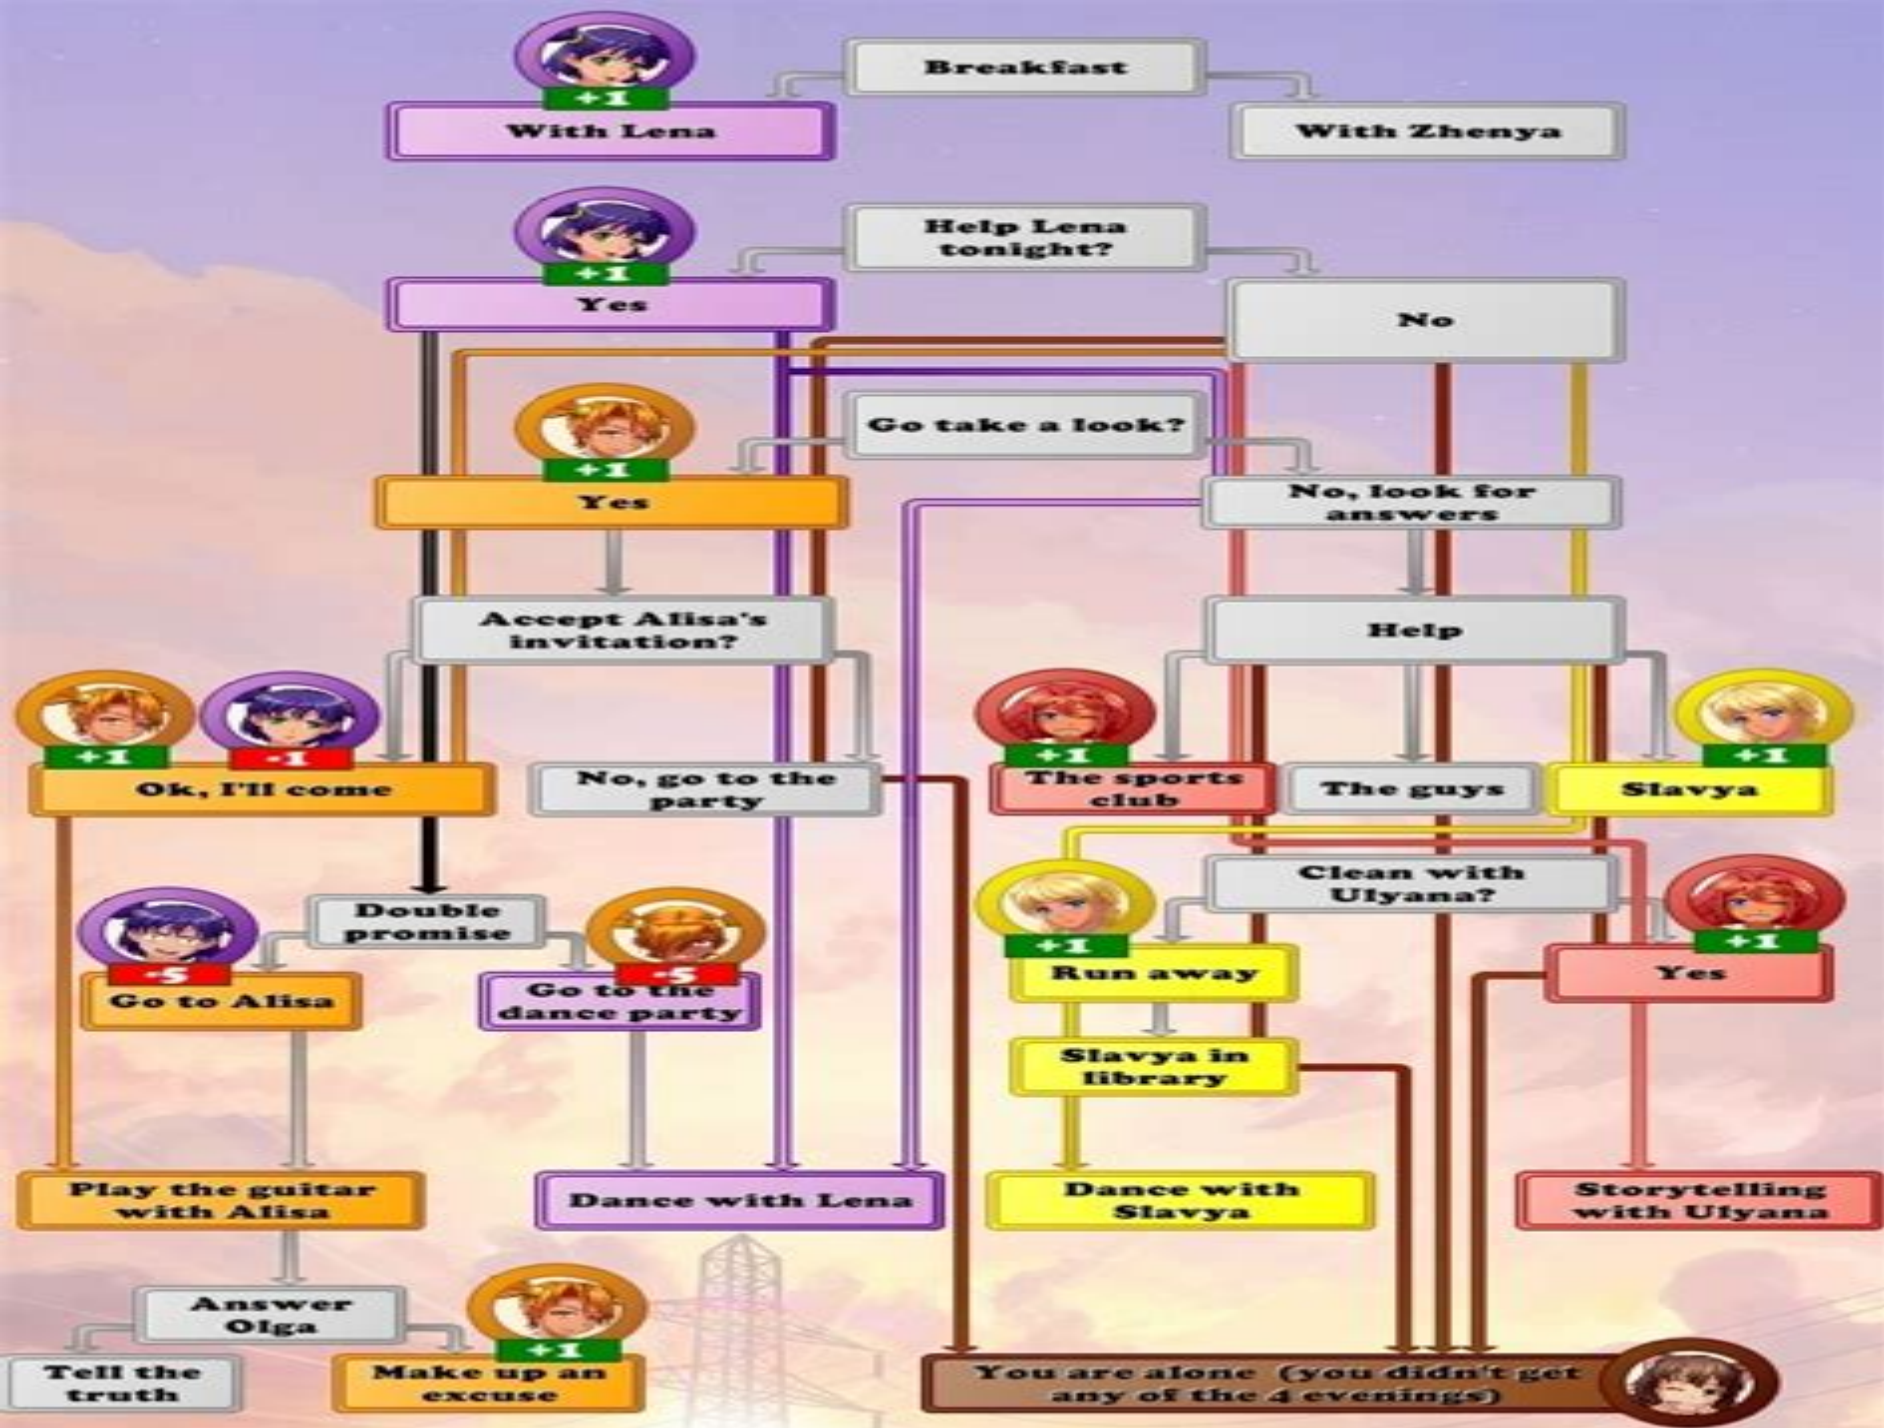 Breakfast
+1
With Lena
With Zhenya
Help Lena
tonight?
+1
Yes
No
Go take a look?
+1
Yes
No, look for
answers
Accept Alisa's
invitation?
Help
+1
-1
+1
+1
Ok, I'll come
No, go to the
party
The sports
club
The guys
Slavya
Clean with
Ulyana?
Double
promise
+1
+1
-5
-5
Run away
Yes
Go to Alisa
Go to the
dance party
Slavya in
library
Play the guitar
with Alisa
Dance with Lena
Dance with
Slavya
Storytelling
with Ulyana
Answer
Olga
+1
Tell the
truth
Make up an
excuse
You are alone (you didn't get
any of the 4 evenings)